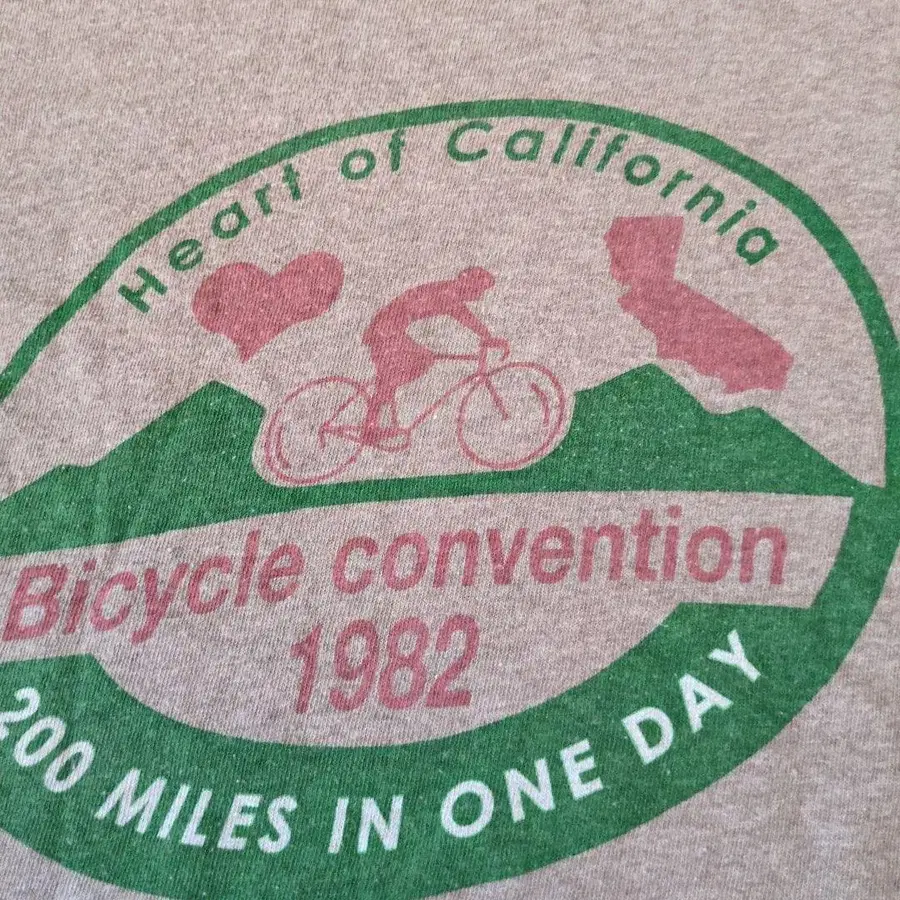 Heart of California
Bicycle convention
1982
200 MILES IN ONE DAY